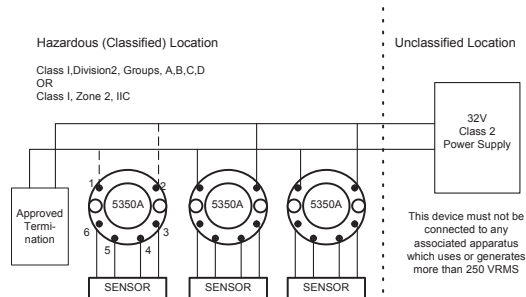 Hazardous (Classified) Location
Unclassified Location
Class I,Division2, Groups, A,B,C,D
OR
Class I, Zone 2, IIC
32V
Class 2
Power Supply
1
2
5350A
5350A
5350A
Approved
Termi-
nation
6
3
5
4
This device must not be
connected to any
associated apparatus
which uses or generates
more than 250 VRMS
SENSOR
SENSOR
SENSOR